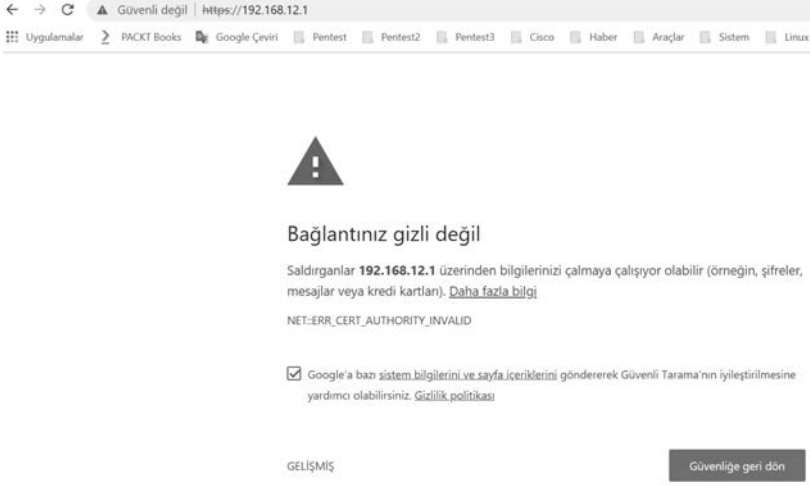 Güvenli değil | https://192.168.12.1
Uygulamalar PACKT Books Google Çeviri Pentest Pentest2 Pentest3 Cisco Haber Araçlar Sistem Linux
Bağlantınız gizli değil
Saldırganlar 192.168.12.1 üzerinden bilgilerinizi çalmaya çalışıyor olabilir (örneğin, şifreler,
mesajlar veya kredi kartları). Daha fazla bilgi
NET::ERR_CERT_AUTHORITY_INVALID
Google'a bazı sistem bilgilerini ve sayfa içeriklerini göndererek Güvenli Tarama'nın iyileştirilmesine
yardımcı olabilirsiniz. Gizlilik politikası
GELİŞMİŞ Güvenliğe geri dön